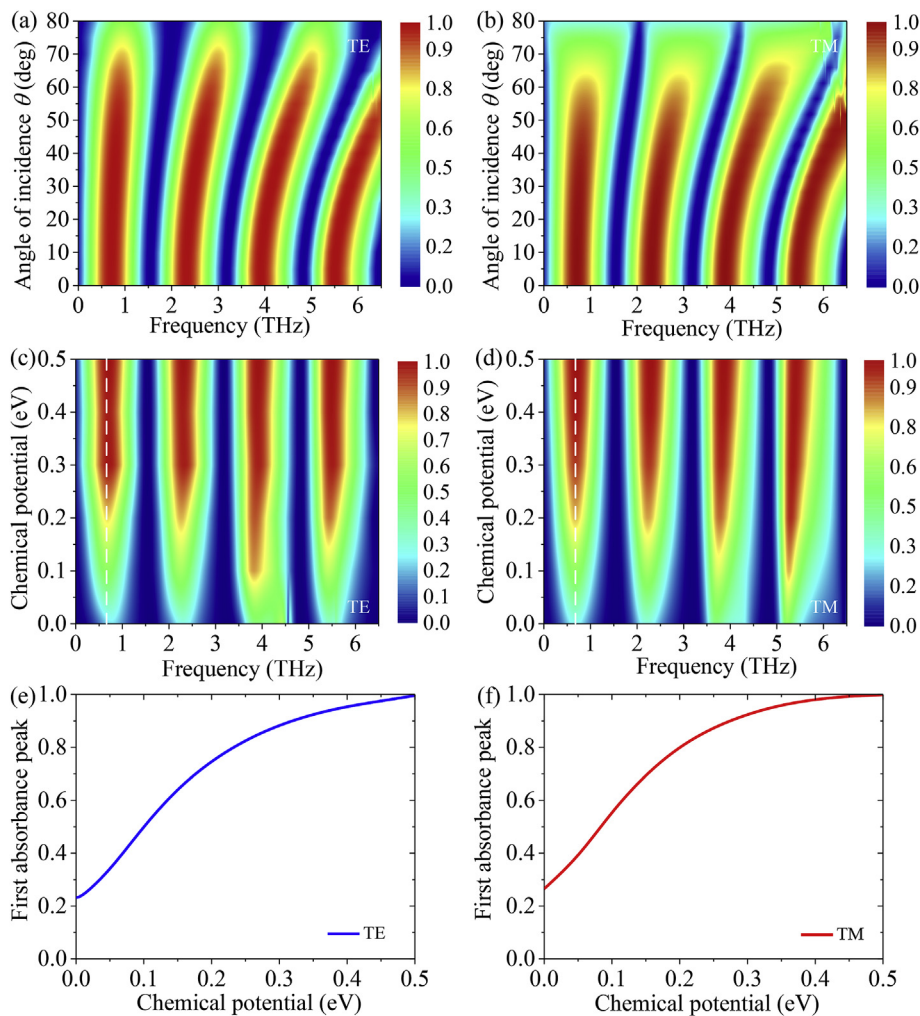 (a)
80
70
60
50
40
30
20
10
0
Angle of incidence θ (deg)
TE
0 1 2 3 4 5 6
Frequency (THz)
1.0
0.9
0.8
0.6
0.5
0.3
0.2
0.0
(b)
80
70
60
50
40
30
20
10
0
Angle of incidence θ (deg)
TM
0 1 2 3 4 5 6
Frequency (THz)
1.0
0.9
0.8
0.6
0.5
0.3
0.2
0.0
(c)
0.5
0.4
0.3
0.2
0.1
0.0
Chemical potential (eV)
TE
0 1 2 3 4 5 6
Frequency (THz)
1.0
0.9
0.8
0.7
0.6
0.5
0.4
0.3
0.2
0.1
0.0
(d)
0.5
0.4
0.3
0.2
0.1
0.0
Chemical potential (eV)
TM
0 1 2 3 4 5 6
Frequency (THz)
1.0
0.9
0.8
0.6
0.5
0.3
0.2
0.0
(e)
1.0
0.8
0.6
0.4
0.2
0.0
First absorbance peak
TE
0.0 0.1 0.2 0.3 0.4 0.5
Chemical potential (eV)
(f)
1.0
0.8
0.6
0.4
0.2
0.0
First absorbance peak
TM
0.0 0.1 0.2 0.3 0.4 0.5
Chemical potential (eV)